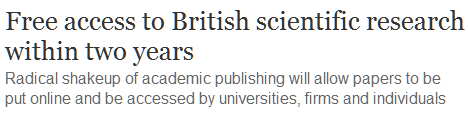 Free access to British scientific research
within two years
Radical shakeup of academic publishing will allow papers to be
put online and be accessed by universities, firms and individuals